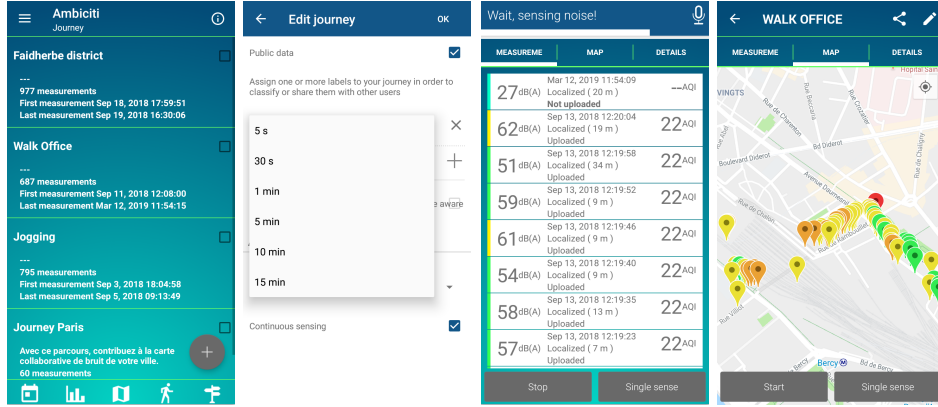 Ambiciti
Journey
Faidherbe district
---
977 measurements
First measurement Sep 18, 2018 17:59:51
Last measurement Sep 19, 2018 16:30:06
Walk Office
---
687 measurements
First measurement Sep 11, 2018 12:08:00
Last measurement Mar 12, 2019 11:54:15
Jogging
---
795 measurements
First measurement Sep 3, 2018 18:04:58
Last measurement Sep 5, 2018 09:13:49
Journey Paris
Avec ce parcours, contribuez à la carte
collaborative de bruit de votre ville.
60 measurements
Edit journey
OK
Public data
Assign one or more labels to your journey in order to
classify or share them with other users
5 s
30 s
1 min
e aware
5 min
10 min
15 min
Continuous sensing
Wait, sensing noise!
MEASUREME MAP DETAILS
Mar 12, 2019 11:54:09
27dB(A) Localized ( 20 m ) --AQI
Not uploaded
Sep 13, 2018 12:20:04
62dB(A) Localized ( 19 m ) 22AQI
Uploaded
Sep 13, 2018 12:19:58
51dB(A) Localized ( 34 m ) 22AQI
Uploaded
Sep 13, 2018 12:19:52
59dB(A) Localized ( 9 m ) 22AQI
Uploaded
Sep 13, 2018 12:19:46
61dB(A) Localized ( 9 m ) 22AQI
Uploaded
Sep 13, 2018 12:19:40
54dB(A) Localized ( 9 m ) 22AQI
Uploaded
Sep 13, 2018 12:19:35
58dB(A) Localized ( 13 m ) 22AQI
Uploaded
Sep 13, 2018 12:19:23
57dB(A) Localized ( 7 m ) 22AQI
Uploaded
Stop Single sense
WALK OFFICE
MEASUREME MAP DETAILS
Hôpital Sain
VINGTS
Rue de Charenton
Rue Beccaria
Rue Crozatier
Bd Diderot
Boulevard Diderot
Rue de Chaligny
Avenue Daumesnil
Rue de Chalon
Rue de Rambouillet
Rue Villiot
Bercy M
Bd de Bercy
Start Single sense